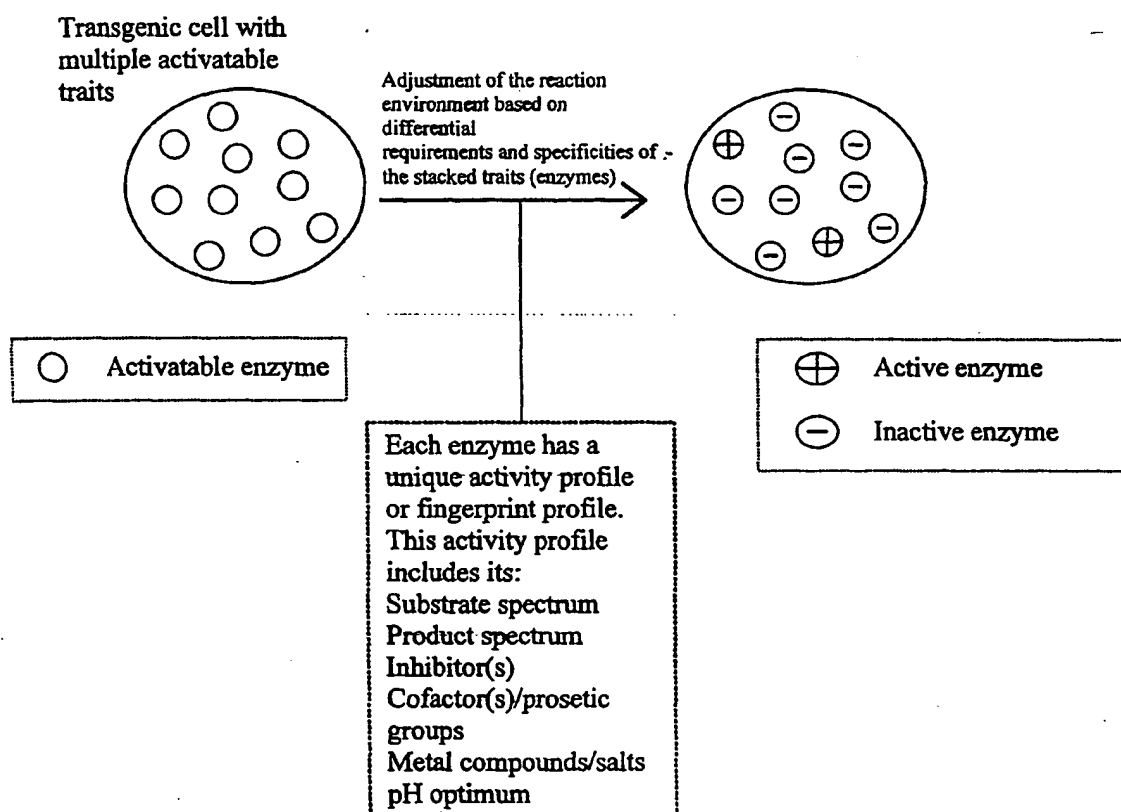 Transgenic cell with
multiple activatable
traits
Adjustment of the reaction
environment based on
differential
requirements and specificities of
the stacked traits (enzymes)
Activatable enzyme
Active enzyme
Inactive enzyme
Each enzyme has a
unique activity profile
or fingerprint profile.
This activity profile
includes its:
Substrate spectrum
Product spectrum
Inhibitor(s)
Cofactor(s)/prosetic
groups
Metal compounds/salts
pH optimum